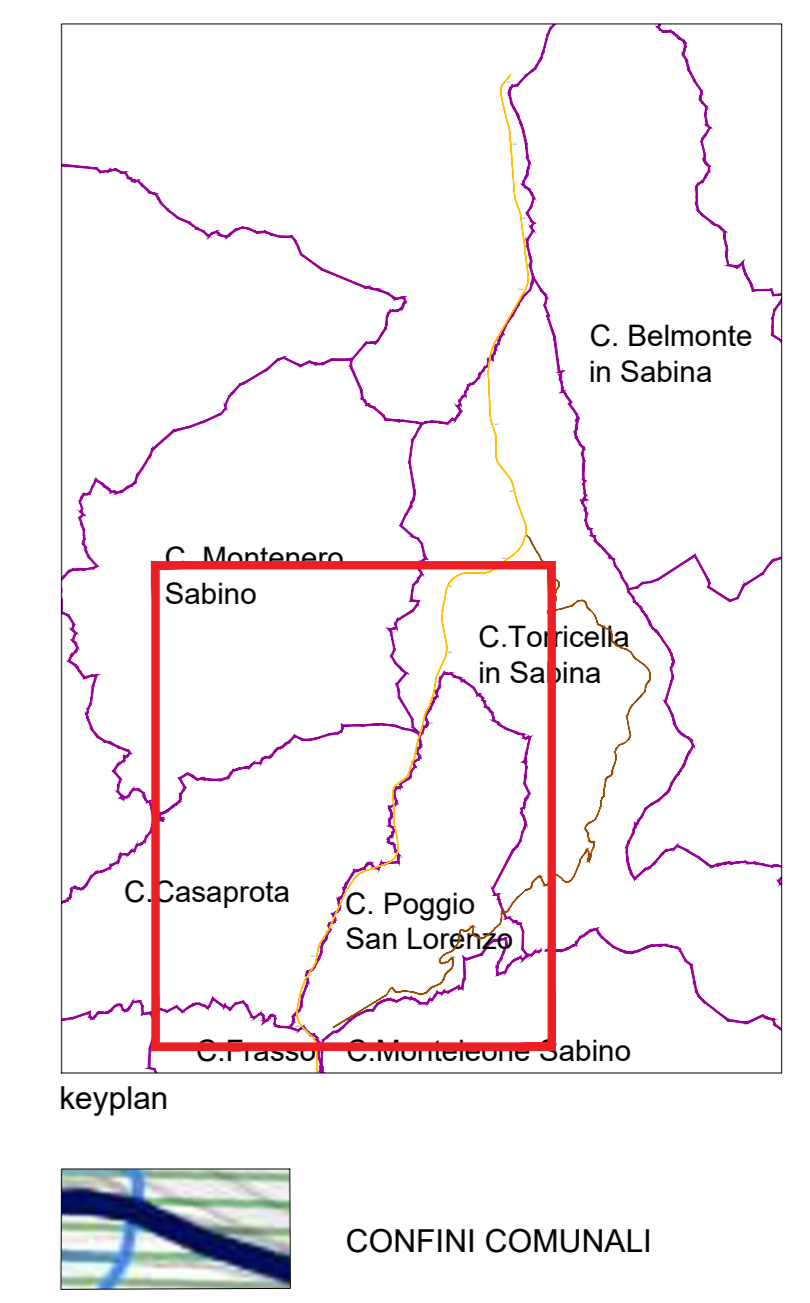 C. Belmonte
in Sabina
C. Montenero
Sabino
C.Torricella
in Sabina
C.Casaprota
C. Poggio
San Lorenzo
C.Frasso
C.Monteleone Sabino
keyplan
CONFINI COMUNALI